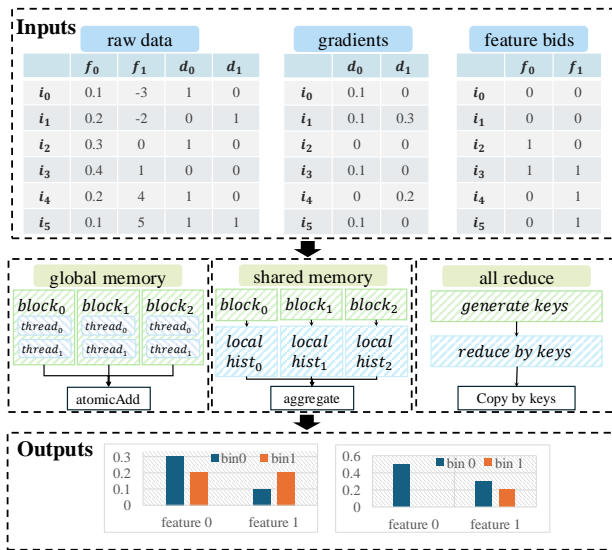 Inputs
raw data
f0 f1 d0 d1
i0 0.1 -3 1 0
i1 0.2 -2 0 1
i2 0.3 0 1 0
i3 0.4 1 0 0
i4 0.2 4 1 0
i5 0.1 5 1 1
gradients
d0 d1
i0 0.1 0
i1 0.1 0.3
i2 0 0
i3 0.1 0
i4 0 0.2
i5 0.1 0
feature bids
f0 f1
i0 0 0
i1 0 0
i2 1 0
i3 1 1
i4 0 1
i5 0 1
global memory
block0 block1 block2
thread0 thread0 thread0
thread1 thread1 thread1
atomicAdd
shared memory
block0 block1 block2
local local local
hist0 hist1 hist2
aggregate
all reduce
generate keys
reduce by keys
Copy by keys
Outputs
bin0 bin1
0.3
0.2
0.1
0
feature 0 feature 1
bin 0 bin 1
0.6
0.4
0.2
0
feature 0 feature 1